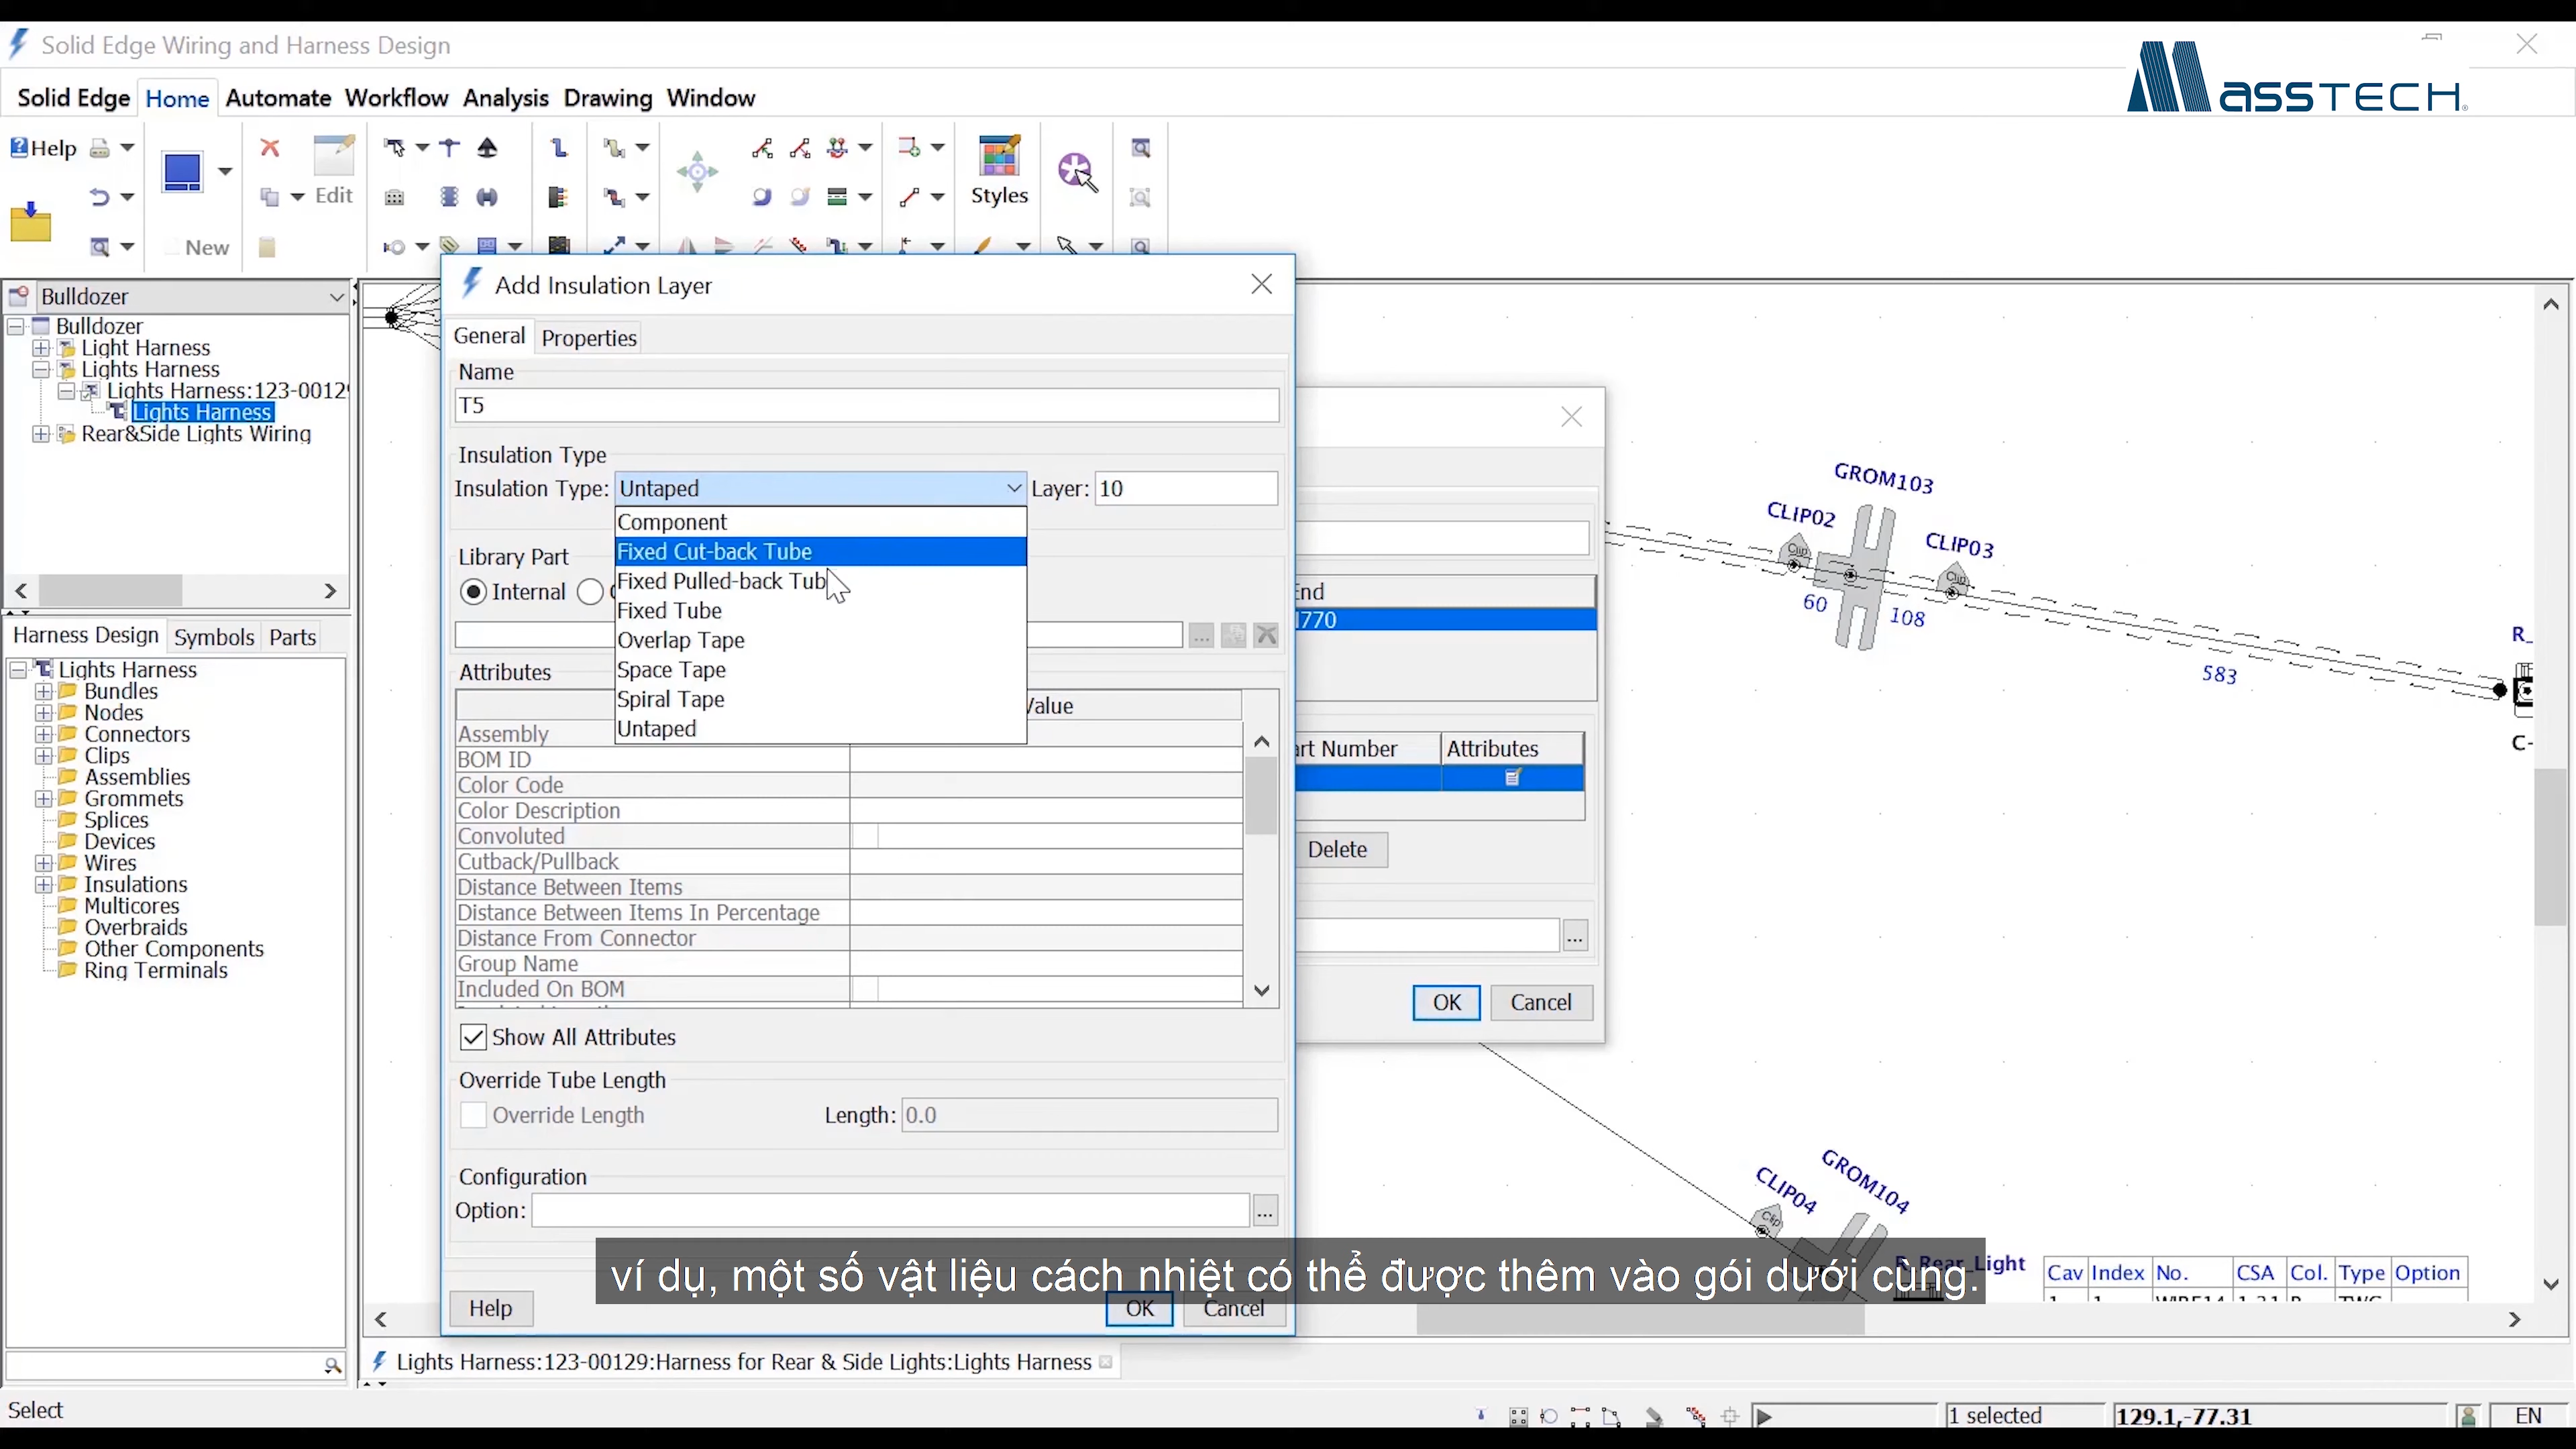 Solid Edge Wiring and Harness Design
ASSTECH
Solid Edge Home Automate Workflow Analysis Drawing Window
Help
Edit
New
Styles
Bulldozer
Bulldozer
Light Harness
Lights Harness
Lights Harness:123-00129
Lights Harness
Rear&Side Lights Wiring
Harness Design Symbols Parts
Lights Harness
Bundles
Nodes
Connectors
Clips
Assemblies
Grommets
Splices
Devices
Wires
Insulations
Multicores
Overbraids
Other Components
Ring Terminals
Add Insulation Layer
General Properties
Name
T5
Insulation Type
Insulation Type: Untaped Layer: 10
Component
Fixed Cut-back Tube
Fixed Pulled-back Tub
Fixed Tube
Overlap Tape
Space Tape
Spiral Tape
Untaped
Library Part
Internal
Attributes
Value
Assembly
BOM ID
Color Code
Color Description
Convoluted
Cutback/Pullback
Distance Between Items
Distance Between Items In Percentage
Distance From Connector
Group Name
Included On BOM
Show All Attributes
Override Tube Length
Override Length Length: 0.0
Configuration
Option: ...
Help OK Cancel
End
770
art Number Attributes
Delete
...
OK Cancel
GROM103
CLIP02
CLIP03
Clip
Clip
60
108
583
R_
C-
GROM104
CLIP04
Clip
R_Rear_Light
Cav Index No. CSA Col. Type Option
ví dụ, một số vật liệu cách nhiệt có thể được thêm vào gói dưới cùng.
Lights Harness:123-00129:Harness for Rear & Side Lights:Lights Harness
Select
1 selected
129.1,-77.31
EN